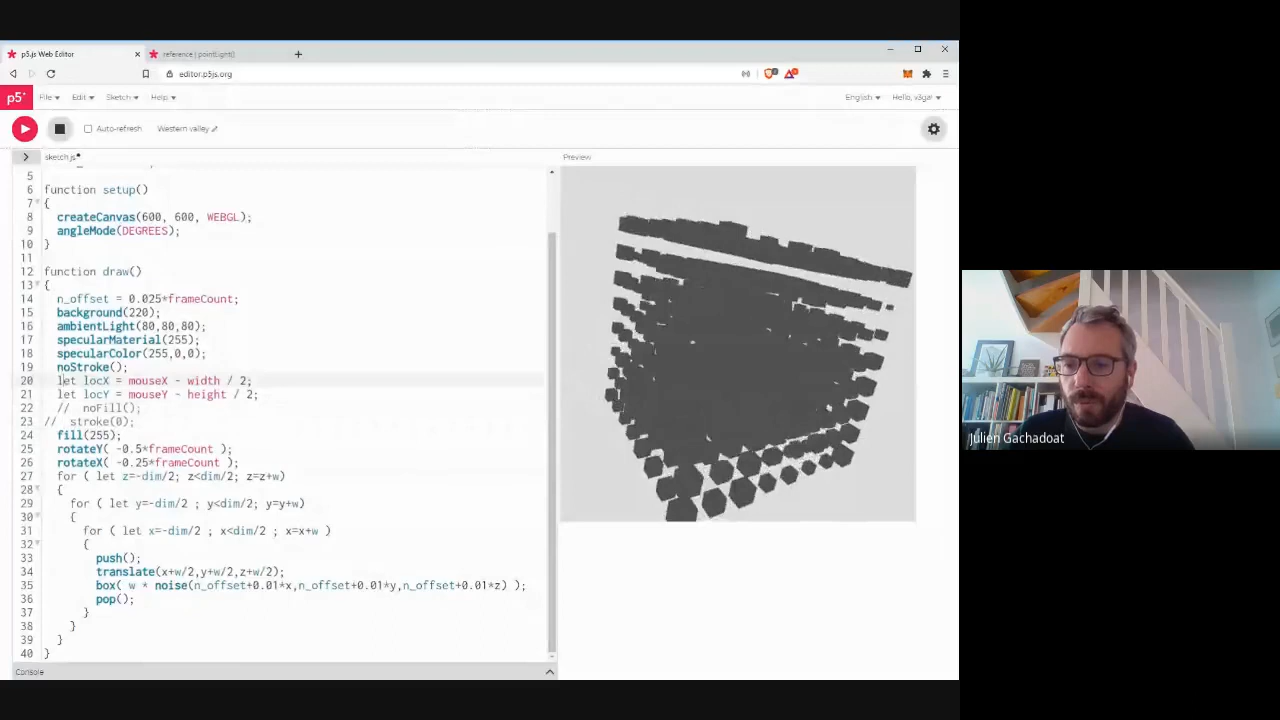 p5.js Web Editor
reference | pointLight()
editor.p5js.org
p5*
File
Edit
Sketch
Help
English
Hello, v3ga!
Auto-refresh
Western valley
sketch.js
Preview
5
6 function setup()
7 {
8 createCanvas(600, 600, WEBGL);
9 angleMode(DEGREES);
10 }
11
12 function draw()
13 {
14 n_offset = 0.025*frameCount;
15 background(220);
16 ambientLight(80,80,80);
17 specularMaterial(255);
18 specularColor(255,0,0);
19 noStroke();
20 let locX = mouseX - width / 2;
21 let locY = mouseY - height / 2;
22 // noFill();
23 // stroke(0);
24 fill(255);
25 rotateY( -0.5*frameCount );
26 rotateX( -0.25*frameCount );
27 for ( let z=-dim/2; z<dim/2; z=z+w)
28 {
29 for ( let y=-dim/2 ; y<dim/2; y=y+w)
30 {
31 for ( let x=-dim/2 ; x<dim/2 ; x=x+w )
32 {
33 push();
34 translate(x+w/2,y+w/2,z+w/2);
35 box( w * noise(n_offset+0.01*x,n_offset+0.01*y,n_offset+0.01*z) );
36 pop();
37 }
38 }
39 }
40 }
Console
Julien Gachadoat